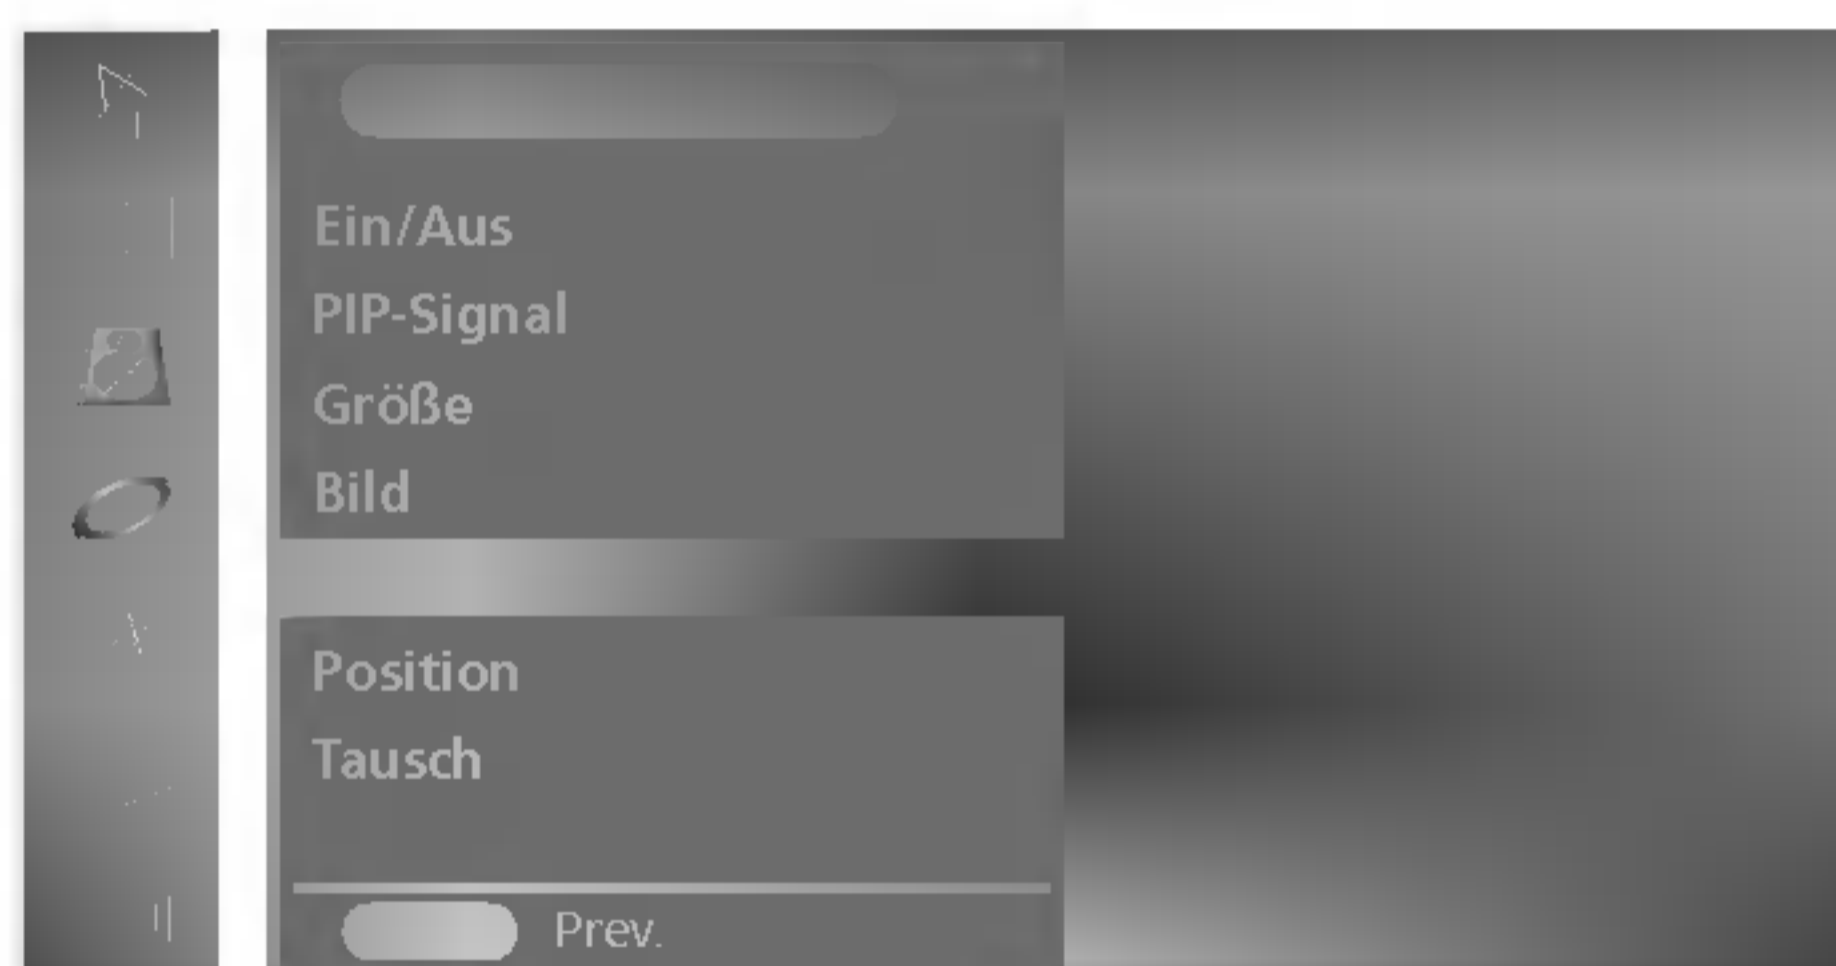 Ein/Aus
PIP-Signal
Größe
Bild
Position
Tausch
Prev.